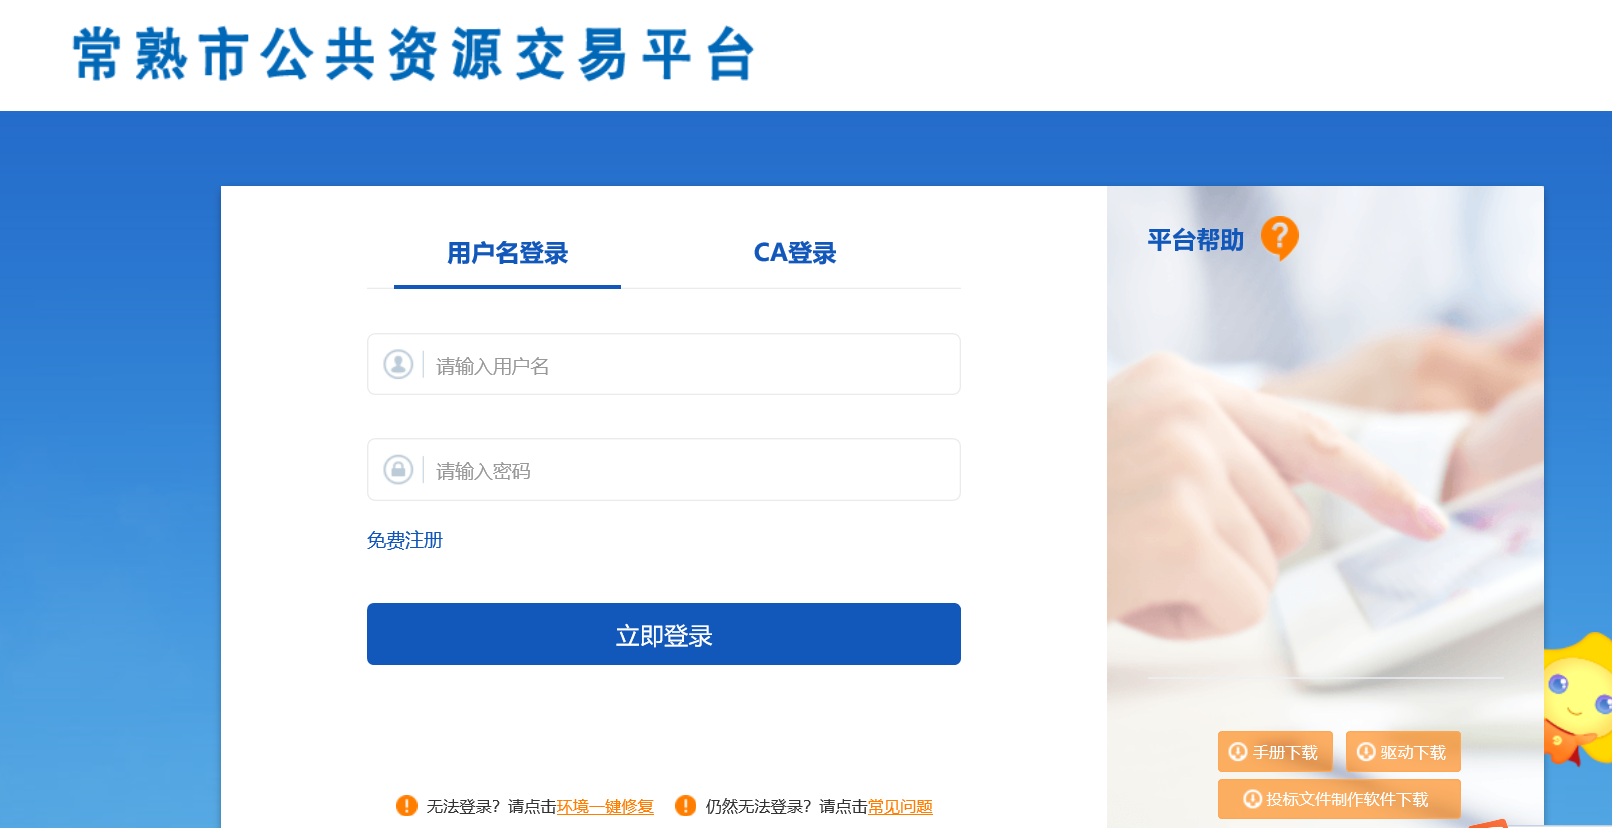 常熟市公共资源交易平台
用户名登录 CA登录
请输入用户名
请输入密码
免费注册
立即登录
无法登录？请点击环境一键修复 仍然无法登录？请点击常见问题
平台帮助
手册下载 驱动下载
投标文件制作软件下载